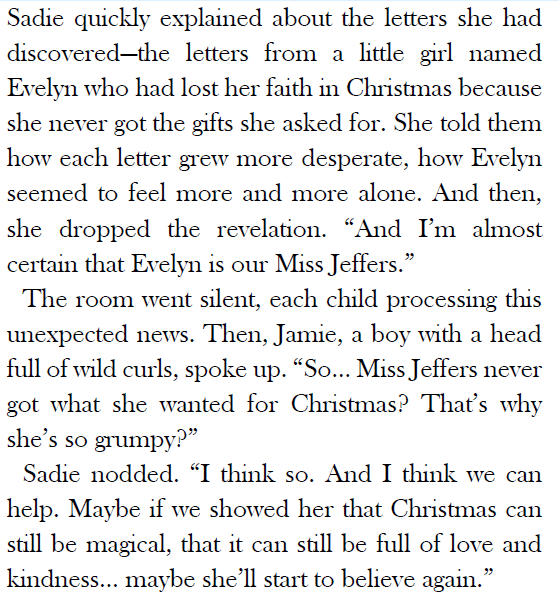 Sadie quickly explained about the letters she had
discovered—the letters from a little girl named
Evelyn who had lost her faith in Christmas because
she never got the gifts she asked for. She told them
how each letter grew more desperate, how Evelyn
seemed to feel more and more alone. And then,
she dropped the revelation. “And I’m almost
certain that Evelyn is our Miss Jeffers.”
The room went silent, each child processing this
unexpected news. Then, Jamie, a boy with a head
full of wild curls, spoke up. “So... Miss Jeffers never
got what she wanted for Christmas? That’s why
she’s so grumpy?”
Sadie nodded. “I think so. And I think we can
help. Maybe if we showed her that Christmas can
still be magical, that it can still be full of love and
kindness... maybe she’ll start to believe again.”